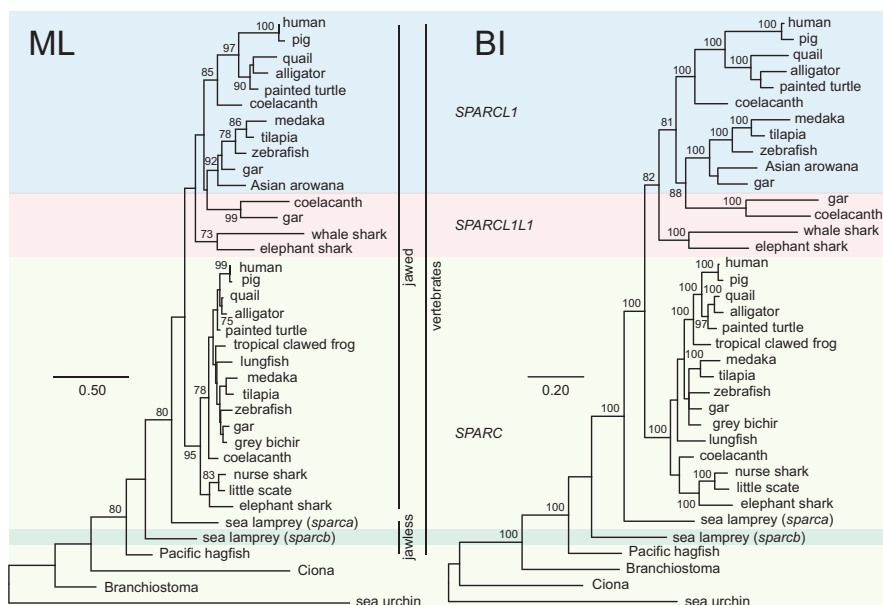 ML
100
human
pig
97
quail
alligator
90
painted turtle
85
coelacanth
86
medaka
78
tilapia
zebrafish
92
gar
Asian arowana
coelacanth
99
gar
73
whale shark
elephant shark
99
human
pig
quail
alligator
75
painted turtle
tropical clawed frog
lungfish
78
medaka
tilapia
zebrafish
gar
grey bichir
95
coelacanth
83
nurse shark
little scate
elephant shark
80
sea lamprey (sparca)
80
sea lamprey (sparcb)
Pacific hagfish
Ciona
Branchiostoma
sea urchin
0.50
jawed
jawless
vertebrates
SPARCL1
SPARCL1L1
SPARC
BI
100
human
pig
100
quail
100
alligator
painted turtle
100
coelacanth
81
100
medaka
100
tilapia
100
zebrafish
Asian arowana
gar
88
82
100
gar
coelacanth
100
whale shark
elephant shark
100
human
pig
100
quail
100
alligator
97
painted turtle
100
tropical clawed frog
100
medaka
tilapia
zebrafish
gar
grey bichir
lungfish
100
coelacanth
100
nurse shark
little scate
100
elephant shark
100
sea lamprey (sparca)
100
sea lamprey (sparcb)
100
Pacific hagfish
100
Branchiostoma
Ciona
sea urchin
0.20